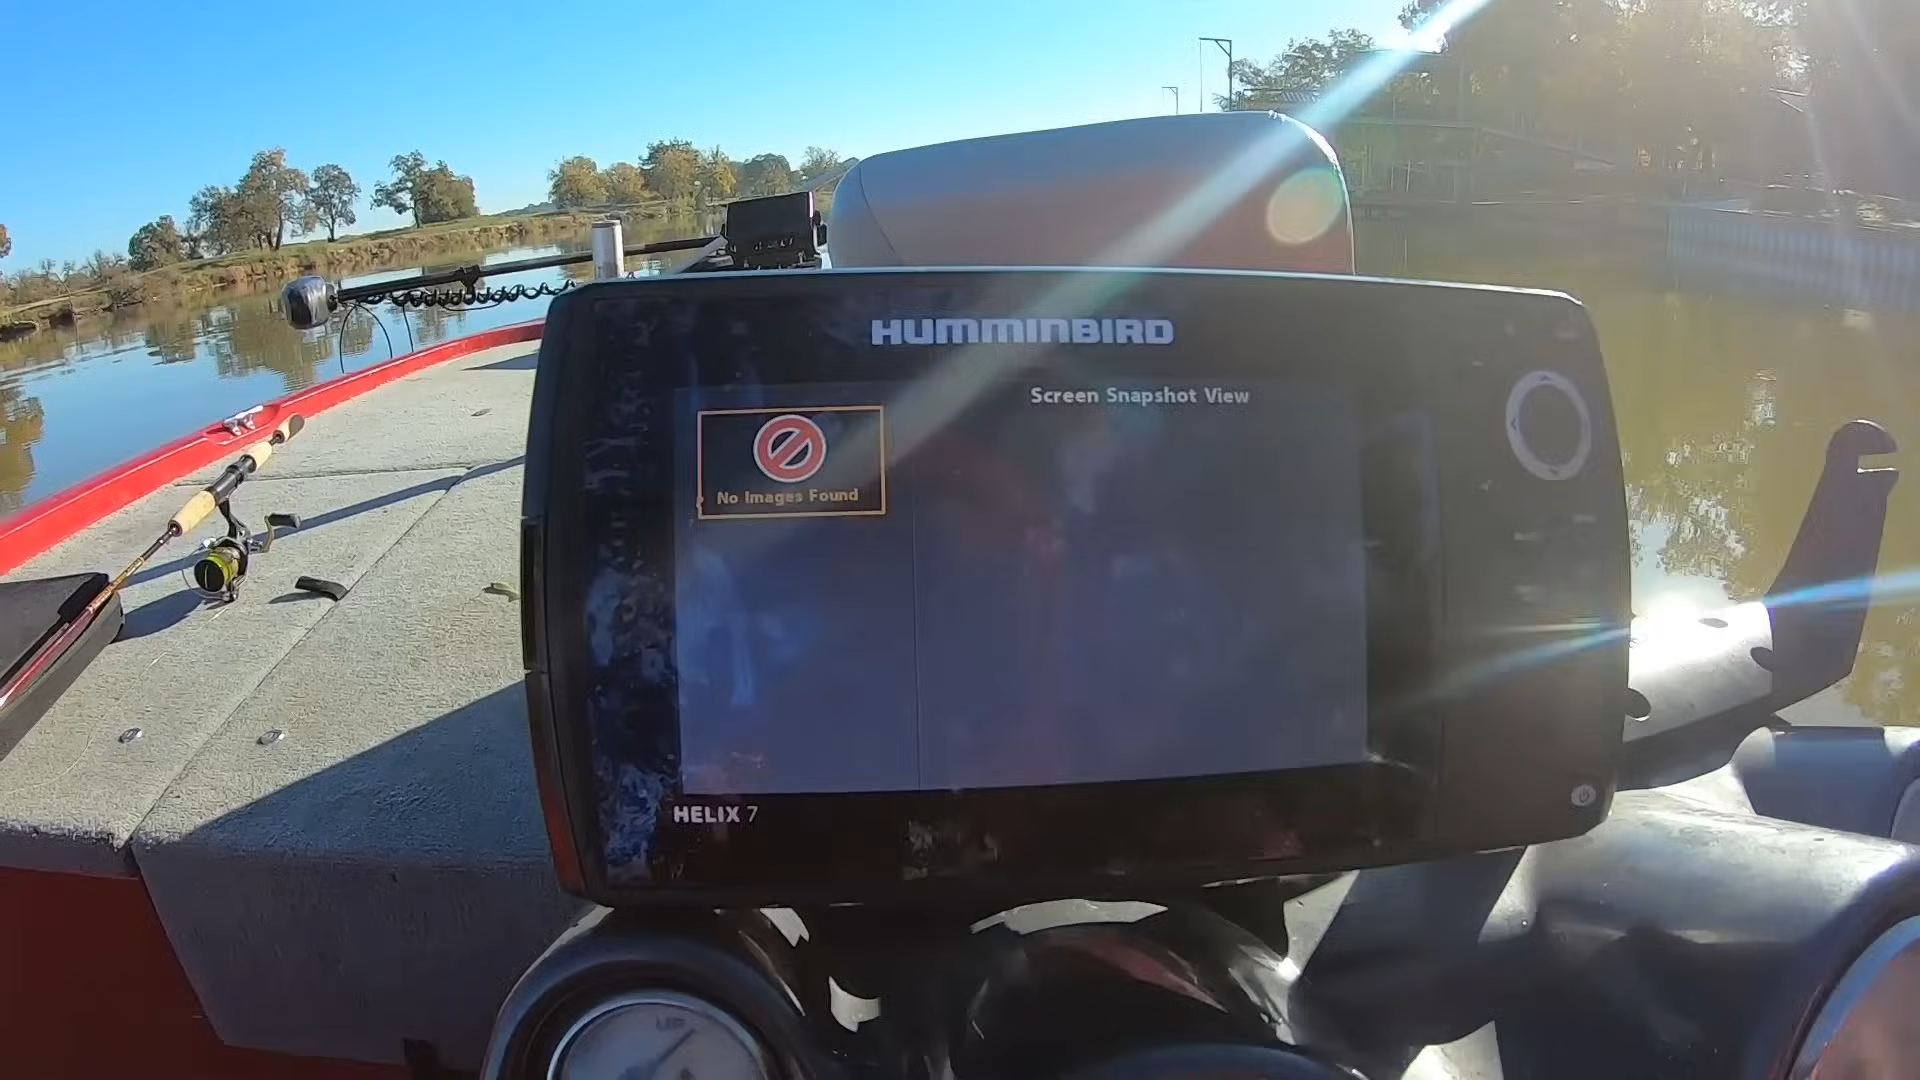 HUMMINBIRD
Screen Snapshot View
No Images Found
HELIX 7